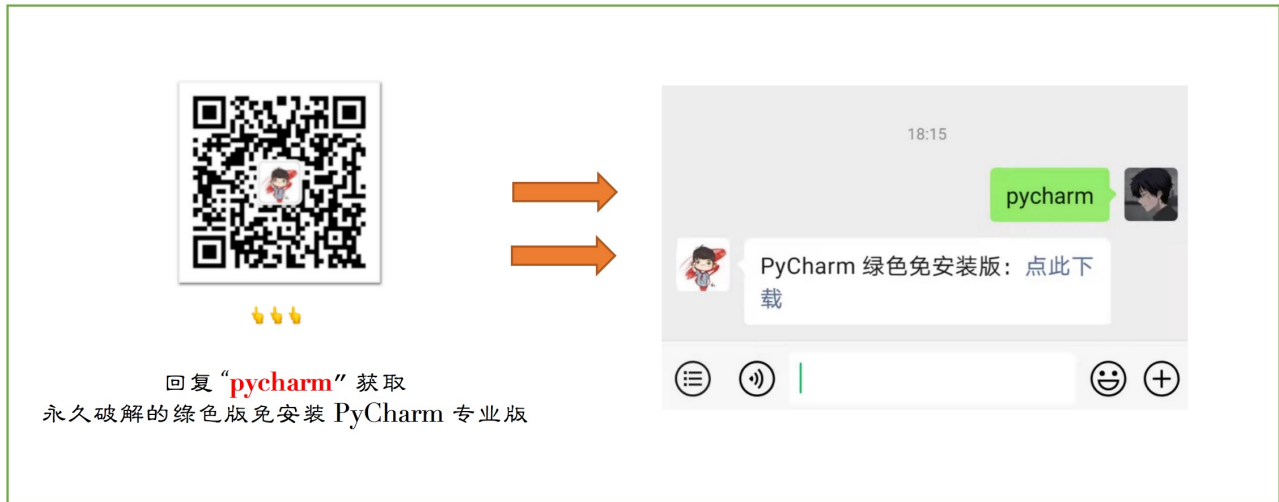 回复 “pycharm” 获取
永久破解的绿色版免安装 PyCharm 专业版
18:15
pycharm
PyCharm 绿色免安装版：点此下
载